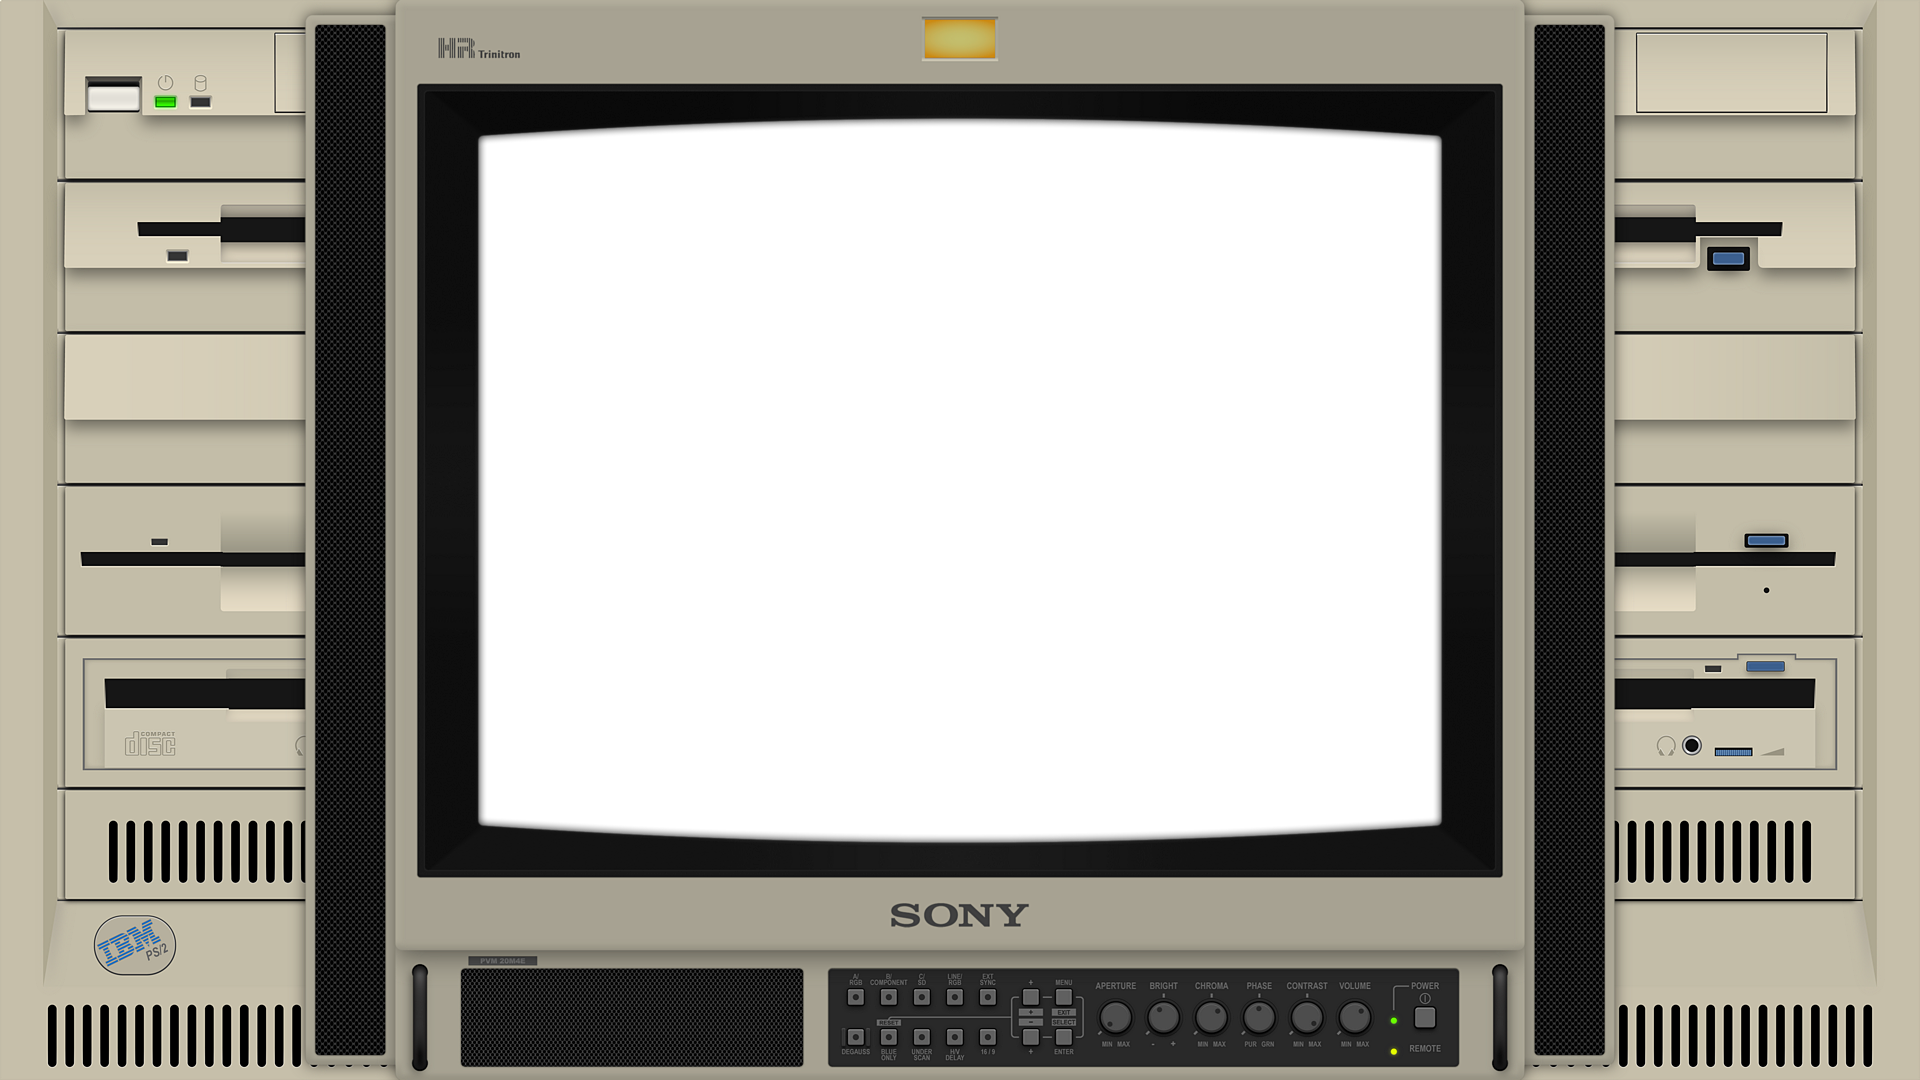 HR Trinitron
COMPACT
disc
IBM
PS/2
SONY
PVM 20M4E
A/
RGB
B/
COMPONENT
C/
SD
LINE/
RGB
EXT
SYNC
+
MENU
+
EXIT
RESET
−
SELECT
DEGAUSS
BLUE
ONLY
UNDER
SCAN
H/V
DELAY
16 / 9
+
ENTER
APERTURE
MIN MAX
BRIGHT
- +
CHROMA
MIN MAX
PHASE
PUR GRN
CONTRAST
MIN MAX
VOLUME
MIN MAX
POWER
REMOTE